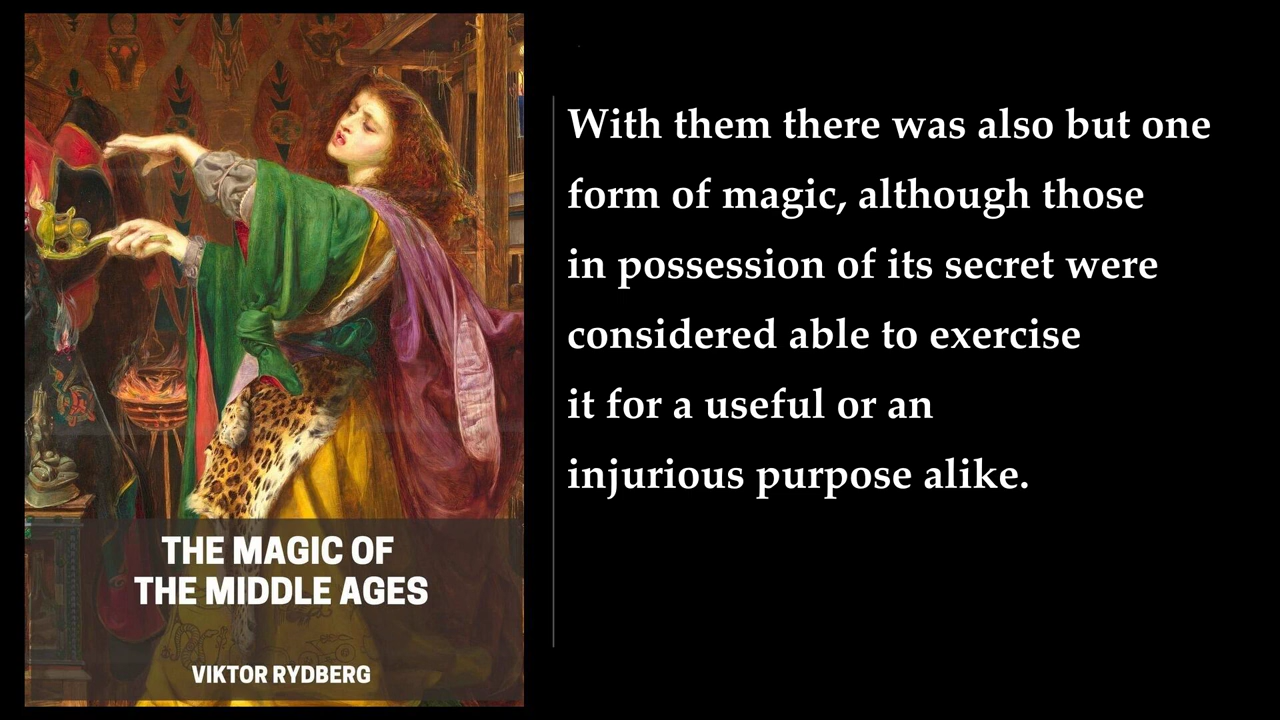 With them there was also but one
form of magic, although those
in possession of its secret were
considered able to exercise
it for a useful or an
injurious purpose alike.
THE MAGIC OF
THE MIDDLE AGES
VIKTOR RYDBERG